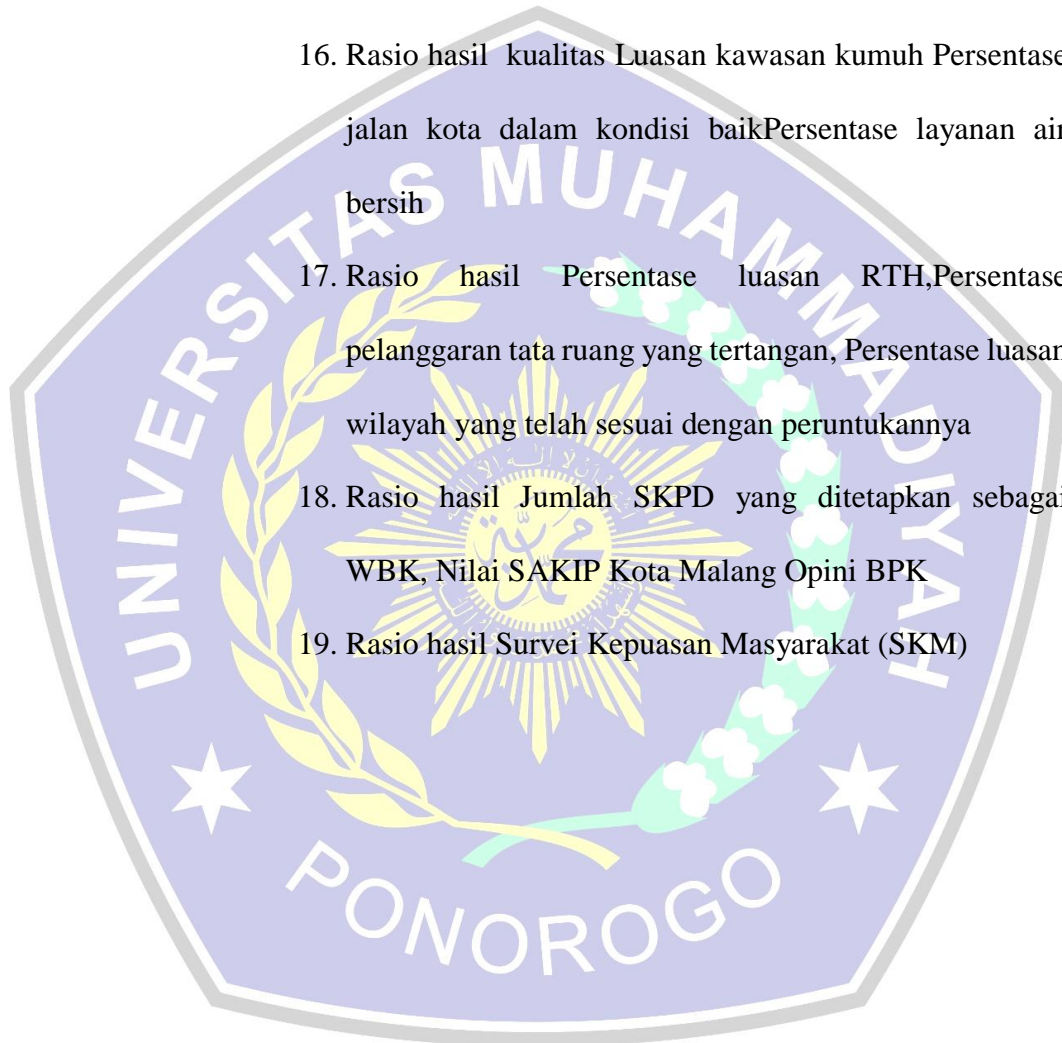 16. Rasio hasil kualitas Luasan kawasan kumuh Persentase
jalan kota dalam kondisi baikPersentase layanan air
bersih
17. Rasio hasil Persentase luasan RTH,Persentase
pelanggaran tata ruang yang tertangan, Persentase luasan
wilayah yang telah sesuai dengan peruntukannya
18. Rasio hasil Jumlah SKPD yang ditetapkan sebagai
WBK, Nilai SAKIP Kota Malang Opini BPK
19. Rasio hasil Survei Kepuasan Masyarakat (SKM)
UNIVERSITAS MUHAMMADIYAH
PONOROGO